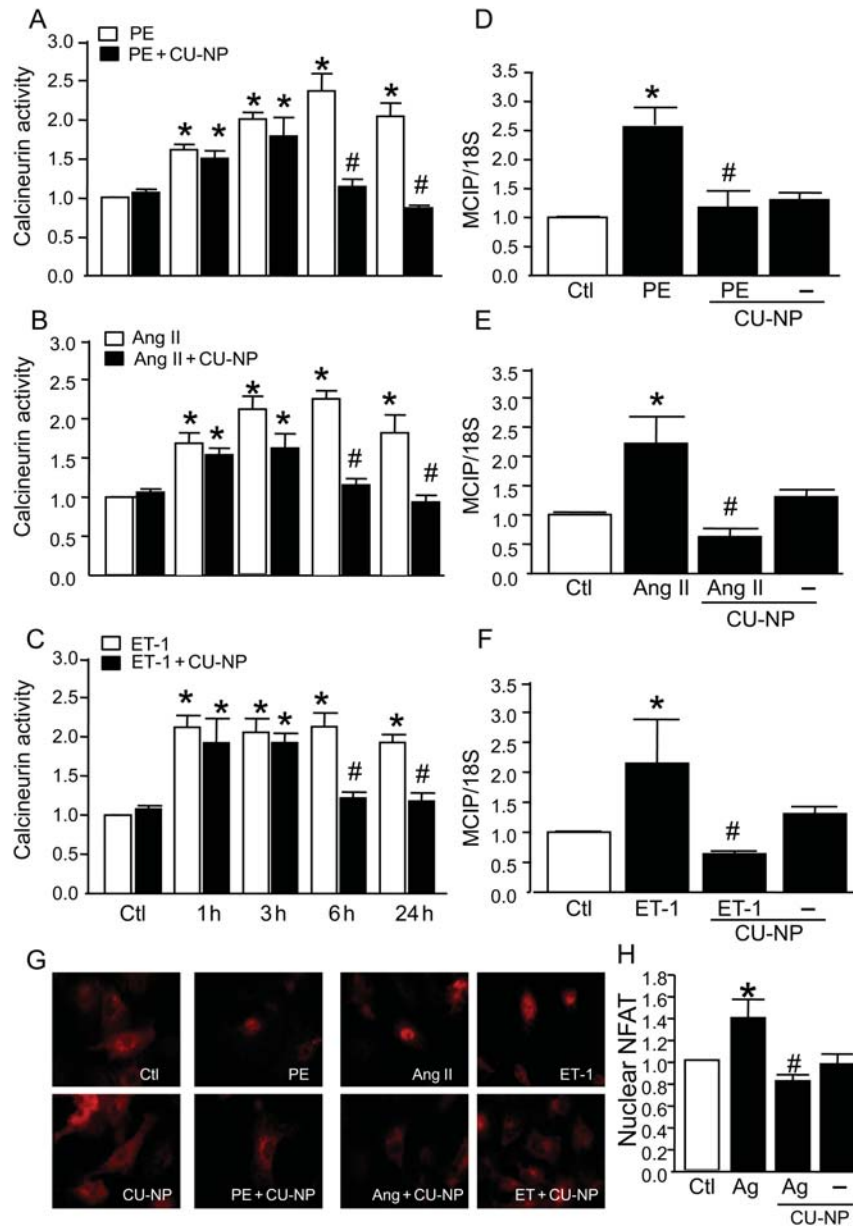 A
PE
PE + CU-NP
Calcineurin activity
3.0
2.5
2.0
1.5
1.0
0.5
0.0
* * * * * # * #
D
MCIP/18S
3.5
3.0
2.5
2.0
1.5
1.0
0.5
0.0
* #
Ctl PE PE –
CU-NP
B
Ang II
Ang II + CU-NP
Calcineurin activity
3.0
2.5
2.0
1.5
1.0
0.5
0.0
* * * * * # * #
E
MCIP/18S
3.5
3.0
2.5
2.0
1.5
1.0
0.5
0.0
* #
Ctl Ang II Ang II –
CU-NP
C
ET-1
ET-1 + CU-NP
Calcineurin activity
3.0
2.5
2.0
1.5
1.0
0.5
0.0
* * * * * # * #
Ctl 1 h 3 h 6 h 24 h
F
MCIP/18S
3.5
3.0
2.5
2.0
1.5
1.0
0.5
0.0
* #
Ctl ET-1 ET-1 –
CU-NP
G
Ctl PE Ang II ET-1
CU-NP PE + CU-NP Ang + CU-NP ET + CU-NP
H
Nuclear NFAT
1.8
1.6
1.4
1.2
1.0
0.8
0.6
0.4
0.2
0.0
* #
Ctl Ag Ag –
CU-NP